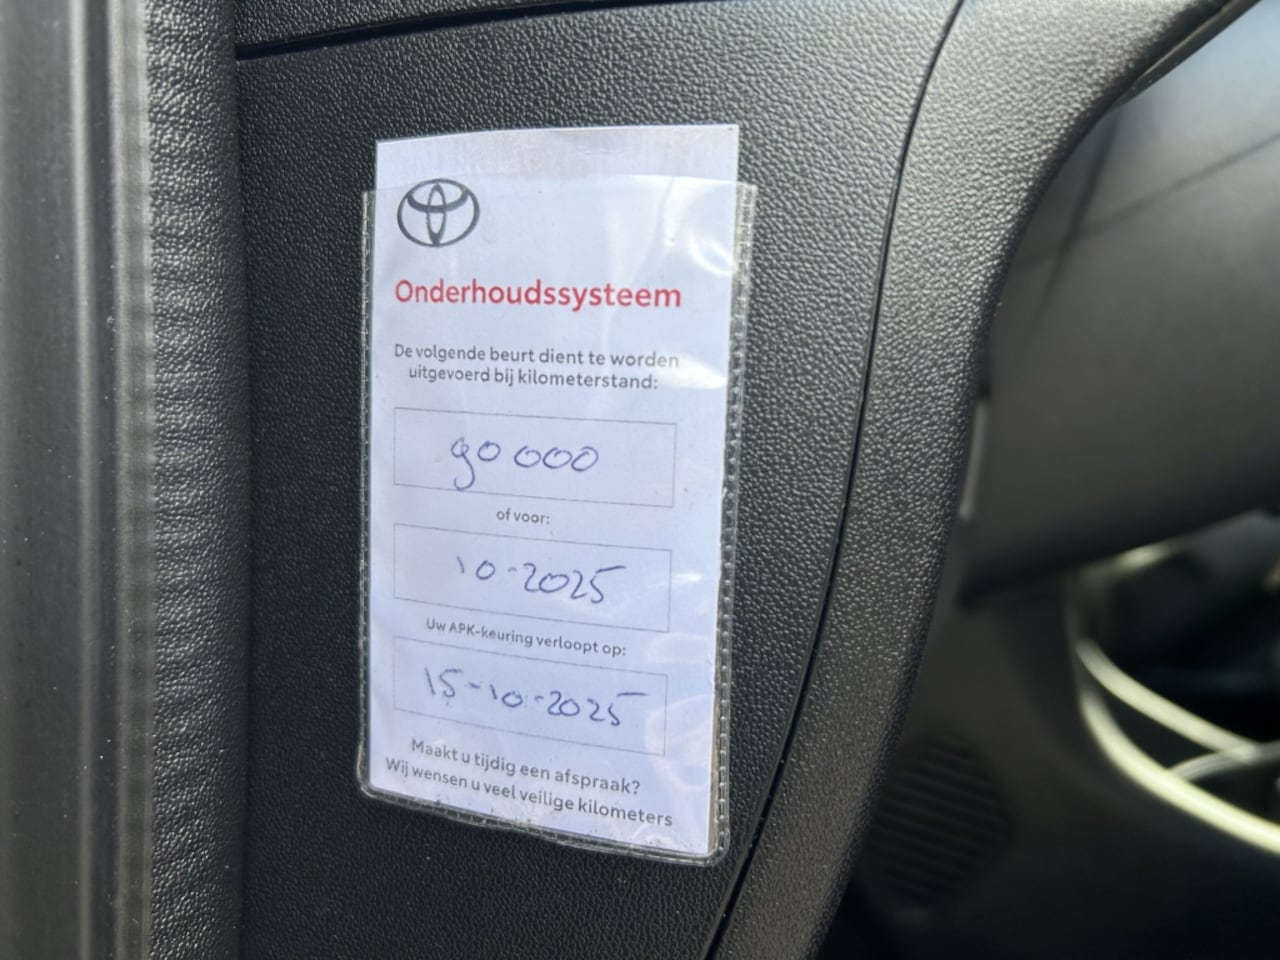 Onderhoudssysteem
De volgende beurt dient te worden
uitgevoerd bij kilometerstand:
90 000
of voor:
10-2025
Uw APK-keuring verloopt op:
15-10-2025
Maakt u tijdig een afspraak?
Wij wensen u veel veilige kilometers